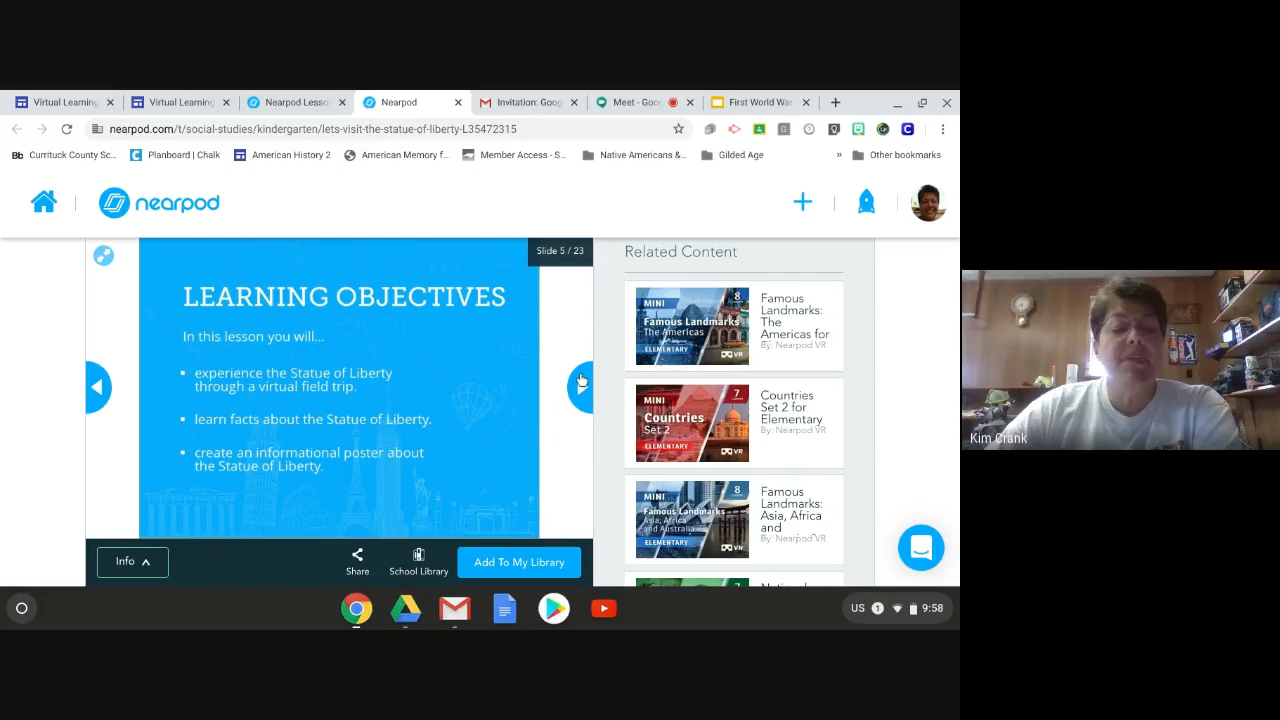 Virtual Learning
Virtual Learning
Nearpod Lesso
Nearpod
Invitation: Goog
Meet - Goo
First World War
nearpod.com/t/social-studies/kindergarten/lets-visit-the-statue-of-liberty-L35472315
Bb Currituck County Sc...
Planboard | Chalk
American History 2
American Memory f...
Member Access - S...
Native Americans &...
Gilded Age
»
Other bookmarks
nearpod
Slide 5 / 23
LEARNING OBJECTIVES
In this lesson you will...
▪ experience the Statue of Liberty
through a virtual field trip.
▪ learn facts about the Statue of Liberty.
▪ create an informational poster about
the Statue of Liberty.
Info
Share
School Library
Add To My Library
Related Content
MINI
8
Famous Landmarks
The Americas
ELEMENTARY
VR
Famous
Landmarks:
The
Americas for
By: Nearpod VR
MINI
7
Countries
Set 2
ELEMENTARY
VR
Countries
Set 2 for
Elementary
By: Nearpod VR
MINI
8
Famous Landmarks
Asia, Africa
and Australia
ELEMENTARY
VR
Famous
Landmarks:
Asia, Africa
and
By: Nearpod VR
US 1 9:58
Kim Crank